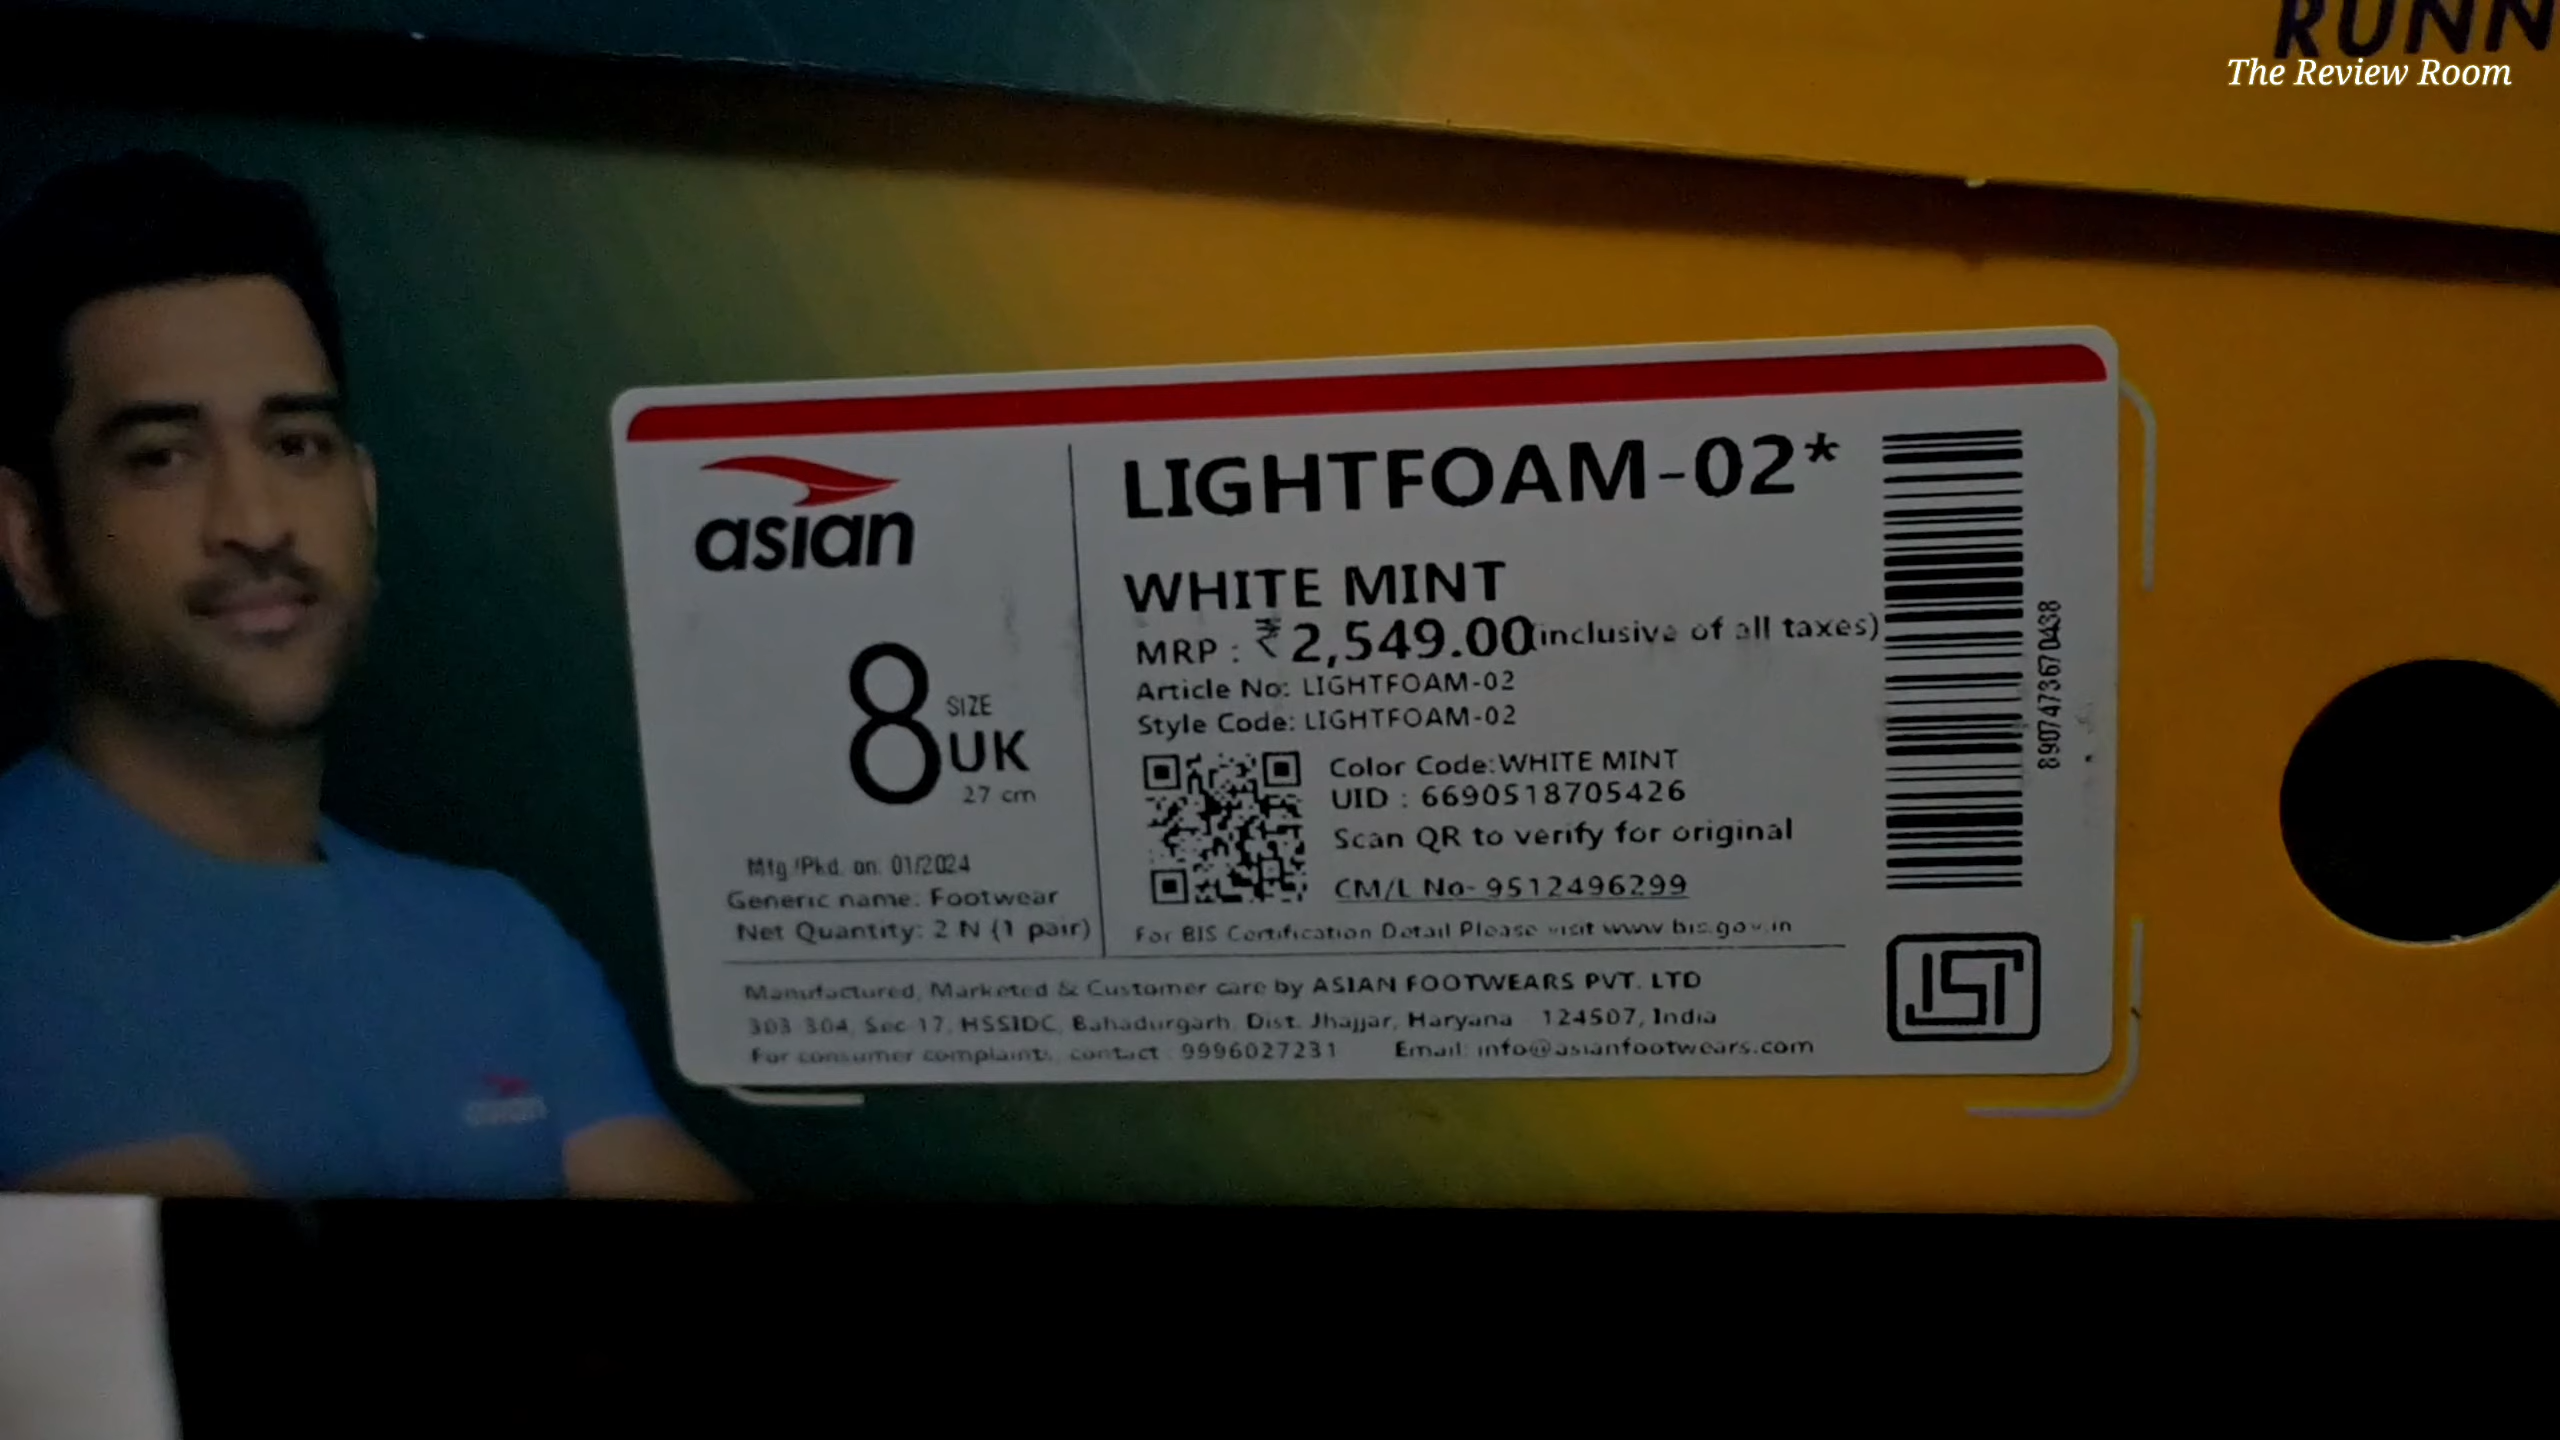 RUNN
The Review Room
asian
LIGHTFOAM-02*
WHITE MINT
MRP : ₹ 2,549.00(inclusive of all taxes)
Article No: LIGHTFOAM-02
Style Code: LIGHTFOAM-02
8 SIZE
UK
27 cm
Color Code:WHITE MINT
UID : 6690518705426
Scan QR to verify for original
CM/L No- 9512496299
For BIS Certification Detail Please visit www.bis.gov.in
Mfg /Pkd. on. 01/2024
Generic name: Footwear
Net Quantity: 2 N (1 pair)
8907473670438
Manufactured, Marketed & Customer care by ASIAN FOOTWEARS PVT. LTD
303 304, Sec 17, HSSIDC, Bahadurgarh, Dist. Jhajjar, Haryana 124507, India
For consumer complaints, contact : 9996027231 Email: info@asianfootwears.com
ISI
asian